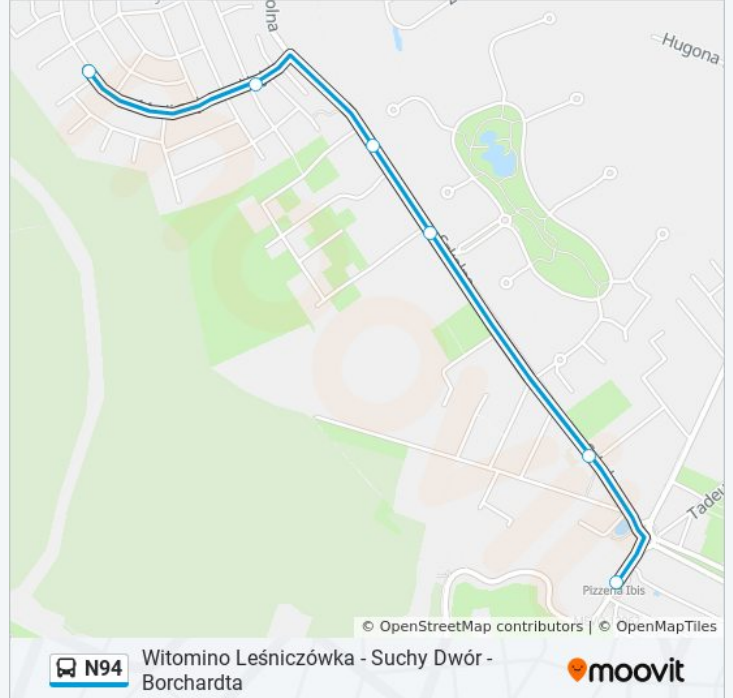 olna
Hugona
Tadeu
Pizzeria Ibis
© OpenStreetMap contributors | © OpenMapTiles
N94
Witomino Leśniczówka - Suchy Dwór -
Borchardta
moovit